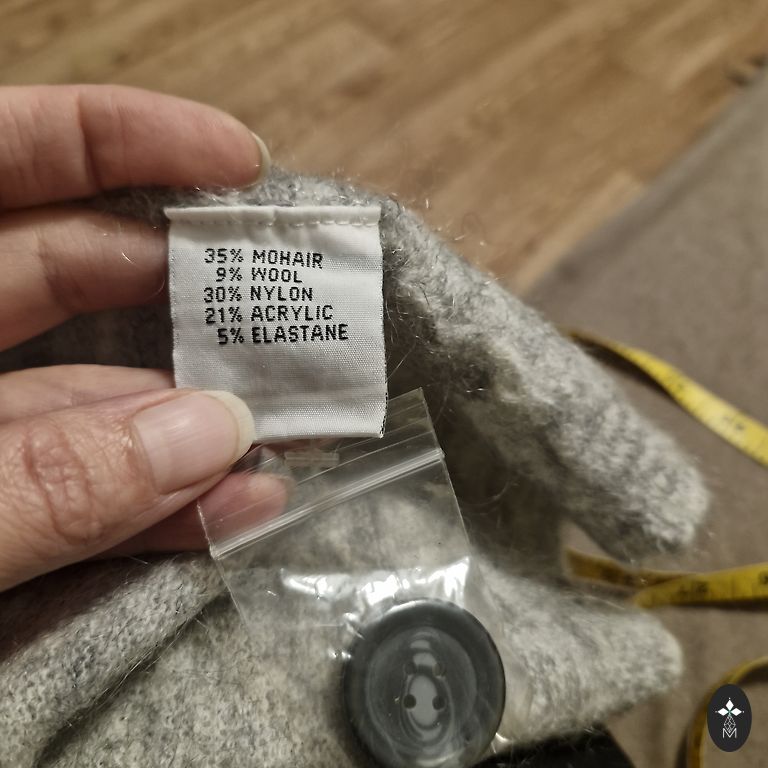 35% MOHAIR
9% WOOL
30% NYLON
21% ACRYLIC
5% ELASTANE
M